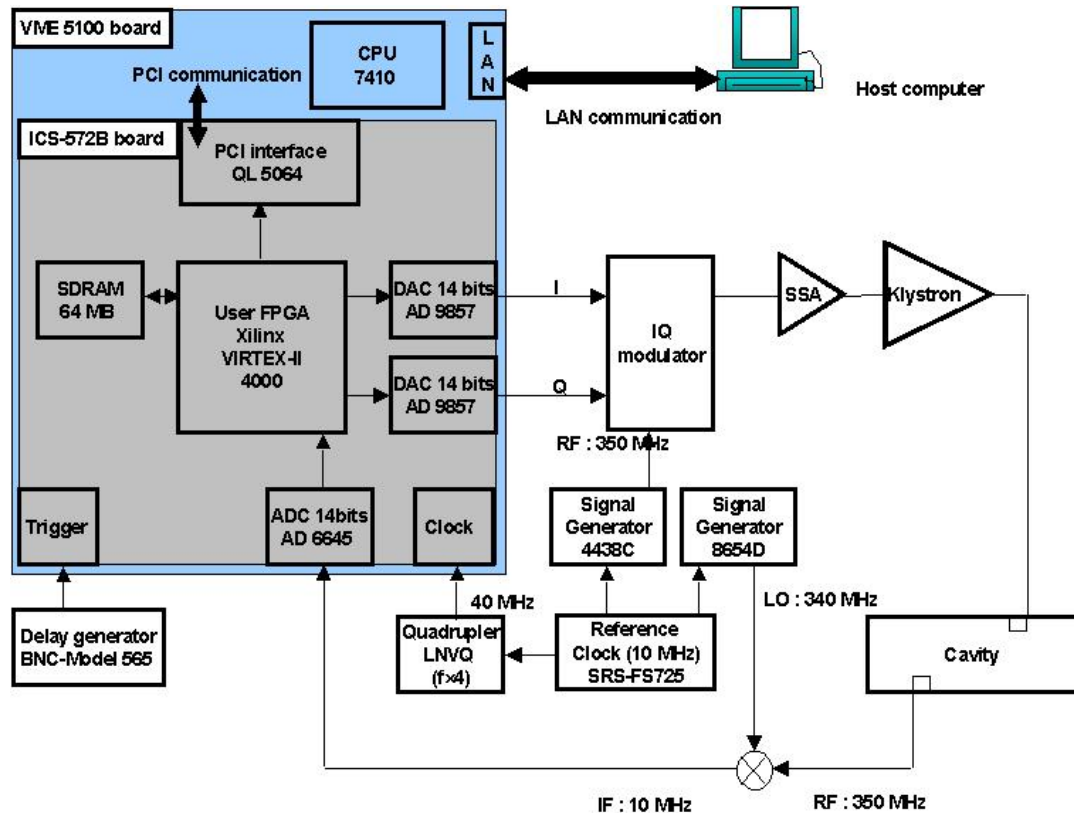 VME 5100 board
CPU
7410
L
A
N
PCI communication
LAN communication
Host computer
ICS-572B board
PCI interface
QL 5064
SDRAM
64 MB
User FPGA
Xilinx
VIRTEX-II
4000
DAC 14 bits
AD 9857
I
DAC 14 bits
AD 9857
Q
IQ
modulator
SSA
Klystron
RF : 350 MHz
Trigger
ADC 14bits
AD 6645
Clock
Signal
Generator
4438C
Signal
Generator
8654D
40 MHz
LO : 340 MHz
Delay generator
BNC-Model 565
Quadrupler
LNVQ
(f×4)
Reference
Clock (10 MHz)
SRS-FS725
Cavity
IF : 10 MHz
RF : 350 MHz